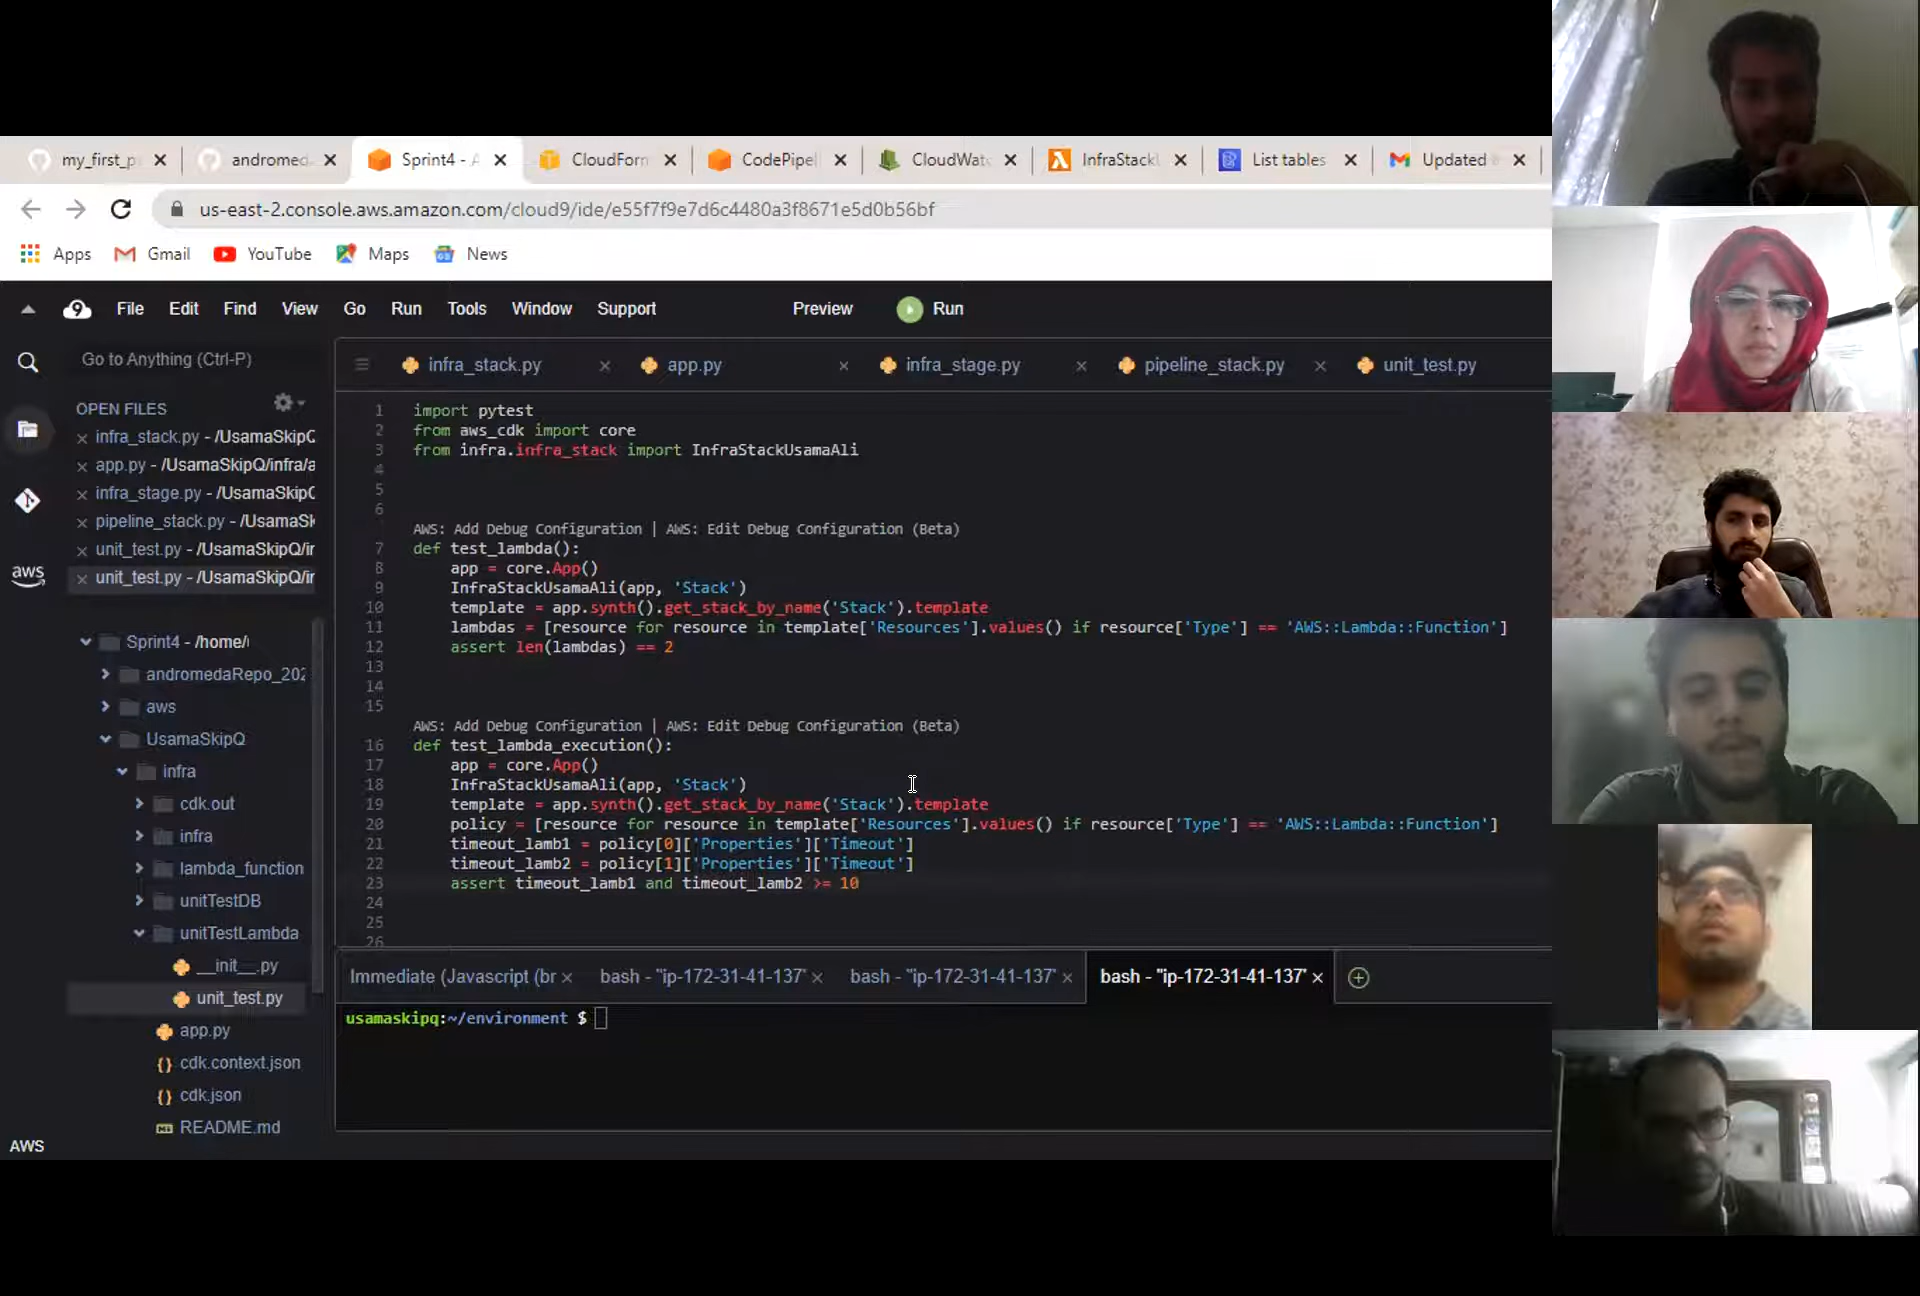 my_first_p
andromed
Sprint4 - A
CloudForm
CodePipel
CloudWat
InfraStack
List tables
Updated
us-east-2.console.aws.amazon.com/cloud9/ide/e55f7f9e7d6c4480a3f8671e5d0b56bf
Apps Gmail YouTube Maps News
File Edit Find View Go Run Tools Window Support Preview Run
Go to Anything (Ctrl-P)
OPEN FILES
infra_stack.py - /UsamaSkipQ
app.py - /UsamaSkipQ/infra/a
infra_stage.py - /UsamaSkipQ
pipeline_stack.py - /UsamaSk
unit_test.py - /UsamaSkipQ/ir
unit_test.py - /UsamaSkipQ/ir
aws
Sprint4 - /home/
andromedaRepo_202
aws
UsamaSkipQ
infra
cdk.out
infra
lambda_function
unitTestDB
unitTestLambda
__init__.py
unit_test.py
app.py
cdk.context.json
cdk.json
README.md
AWS
infra_stack.py app.py infra_stage.py pipeline_stack.py unit_test.py
1 import pytest
2 from aws_cdk import core
3 from infra.infra_stack import InfraStackUsamaAli
4
5
6
AWS: Add Debug Configuration | AWS: Edit Debug Configuration (Beta)
7 def test_lambda():
8 app = core.App()
9 InfraStackUsamaAli(app, 'Stack')
10 template = app.synth().get_stack_by_name('Stack').template
11 lambdas = [resource for resource in template['Resources'].values() if resource['Type'] == 'AWS::Lambda::Function']
12 assert len(lambdas) == 2
13
14
15
AWS: Add Debug Configuration | AWS: Edit Debug Configuration (Beta)
16 def test_lambda_execution():
17 app = core.App()
18 InfraStackUsamaAli(app, 'Stack')
19 template = app.synth().get_stack_by_name('Stack').template
20 policy = [resource for resource in template['Resources'].values() if resource['Type'] == 'AWS::Lambda::Function']
21 timeout_lamb1 = policy[0]['Properties']['Timeout']
22 timeout_lamb2 = policy[1]['Properties']['Timeout']
23 assert timeout_lamb1 and timeout_lamb2 >= 10
24
25
26
Immediate (Javascript (br bash - "ip-172-31-41-137" bash - "ip-172-31-41-137" bash - "ip-172-31-41-137"
usamaskipq:~/environment $